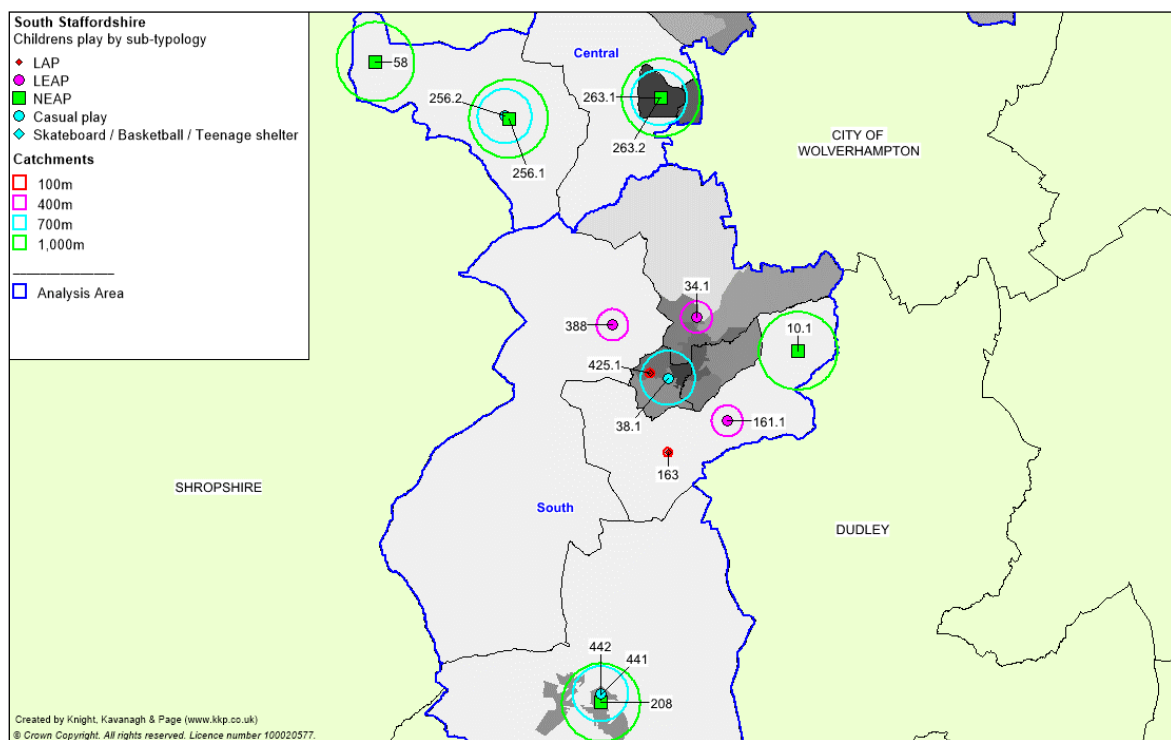 South Staffordshire
Childrens play by sub-typology
LAP
LEAP
NEAP
Casual play
Skateboard / Basketball / Teenage shelter
Catchments
100m
400m
700m
1,000m
Analysis Area
Central
58
256.2
256.1
263.1
263.2
CITY OF
WOLVERHAMPTON
34.1
388
10.1
425.1
38.1
161.1
163
SHROPSHIRE
South
DUDLEY
442
441
208
Created by Knight, Kavanagh & Page (www.kkp.co.uk)
© Crown Copyright. All rights reserved. Licence number 100020577.